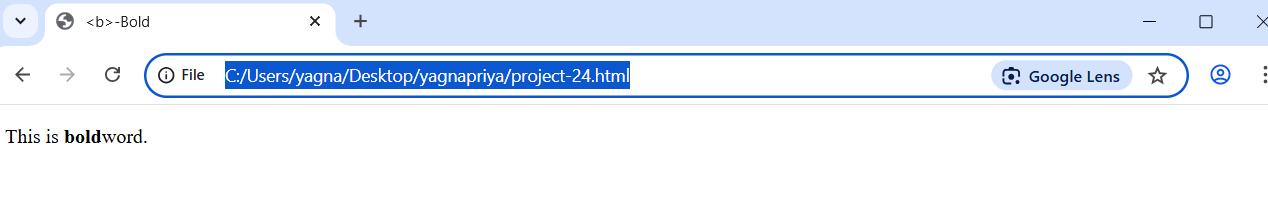 <b>-Bold
File C:/Users/yagna/Desktop/yagnapriya/project-24.html Google Lens
This is boldword.